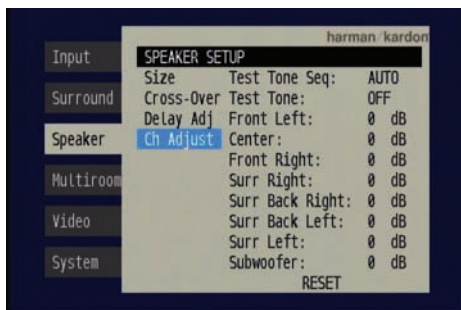 harman/kardon
Input
Surround
Speaker
Multiroom
Video
System
SPEAKER SETUP
Size
Cross-Over
Delay Adj
Ch Adjust
Test Tone Seq: AUTO
Test Tone: OFF
Front Left: 0 dB
Center: 0 dB
Front Right: 0 dB
Surr Right: 0 dB
Surr Back Right: 0 dB
Surr Back Left: 0 dB
Surr Left: 0 dB
Subwoofer: 0 dB
RESET